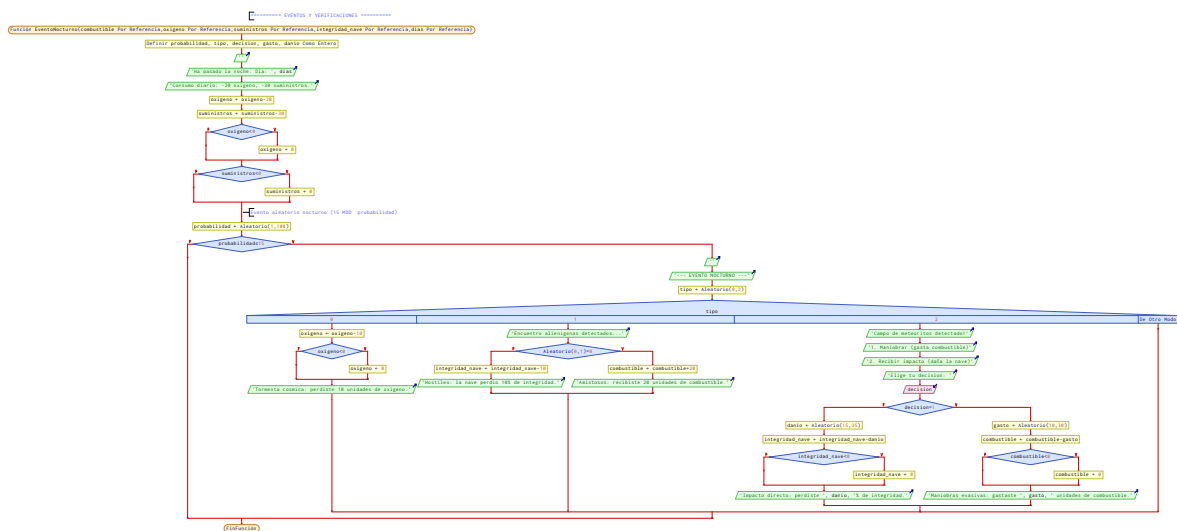 ========== EVENTOS Y VERIFICACIONES ==========
Función EventoNocturno(combustible Por Referencia,oxigeno Por Referencia,suministros Por Referencia,integridad_nave Por Referencia,dias Por Referencia)
Definir probabilidad, tipo, decision, gasto, danio Como Entero
''
'Ha pasado la noche. Dia: ', dias
'Consumo diario: -20 oxigeno, -30 suministros.'
oxigeno ← oxigeno-20
suministros ← suministros-30
oxigeno<0
oxigeno ← 0
suministros<0
suministros ← 0
Evento aleatorio nocturno (15 MOD probabilidad)
probabilidad ← Aleatorio(1,100)
probabilidad≤15
''
'--- EVENTO NOCTURNO ---'
tipo ← Aleatorio(0,2)
tipo
0 1 2 De Otro Modo
oxigeno ← oxigeno-10
oxigeno<0
oxigeno ← 0
'Tormenta cosmica: perdiste 10 unidades de oxigeno.'
'Encuentro alienigenas detectados...'
Aleatorio(0,1)=0
integridad_nave ← integridad_nave-10
combustible ← combustible+20
'Hostiles: la nave perdio 10% de integridad.'
'Amistosos: recibiste 20 unidades de combustible.'
'Campo de meteoritos detectado!'
'1. Maniobrar (gasta combustible)'
'2. Recibir impacto (daña la nave)'
'Elige tu decision: '
decision
decision=1
danio ← Aleatorio(15,25)
gasto ← Aleatorio(10,30)
integridad_nave ← integridad_nave-danio
combustible ← combustible-gasto
integridad_nave<0
combustible<0
integridad_nave ← 0
combustible ← 0
'Impacto directo: perdiste ', danio, '% de integridad.'
'Maniobras evasivas: gastaste ', gasto, ' unidades de combustible.'
FinFunción